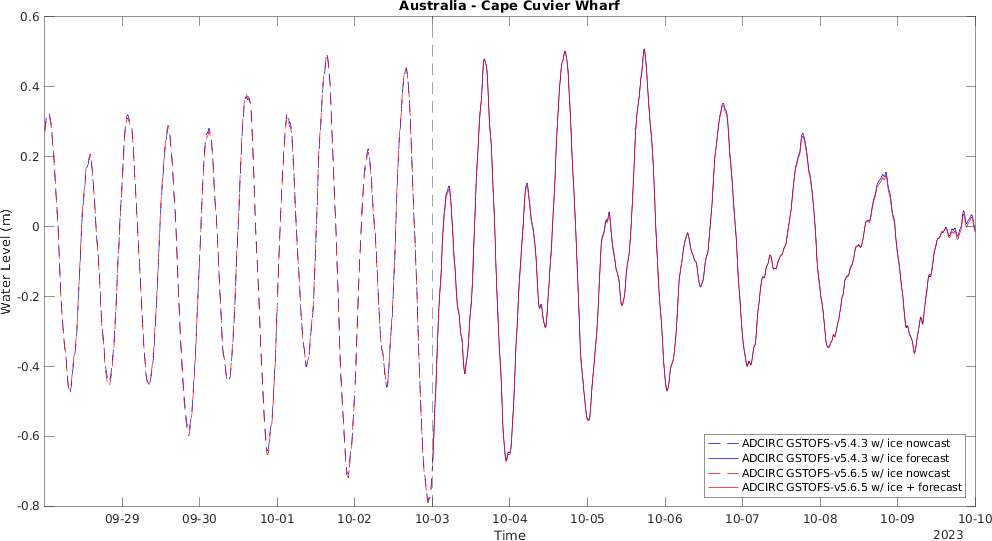 Australia - Cape Cuvier Wharf
0.6
0.4
0.2
0
-0.2
-0.4
-0.6
-0.8
Water Level (m)
ADCIRC GSTOFS-v5.4.3 w/ ice nowcast
ADCIRC GSTOFS-v5.4.3 w/ ice forecast
ADCIRC GSTOFS-v5.6.5 w/ ice nowcast
ADCIRC GSTOFS-v5.6.5 w/ ice + forecast
09-29 09-30 10-01 10-02 10-03 10-04 10-05 10-06 10-07 10-08 10-09 10-10
Time
2023